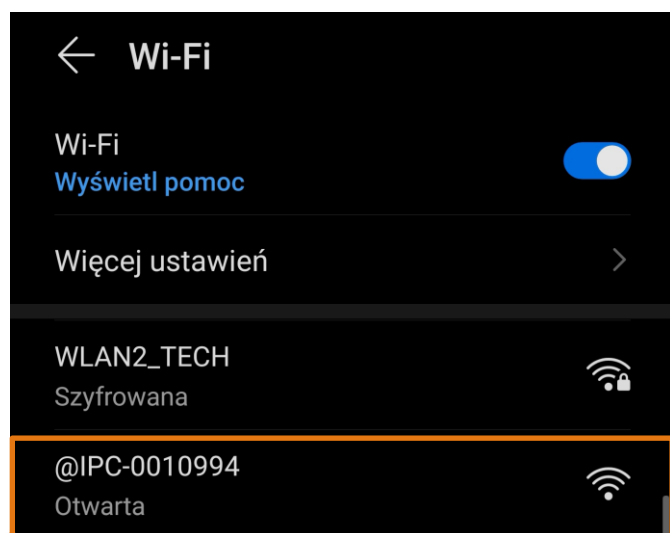 Wi-Fi
Wi-Fi
Wyświetl pomoc
Więcej ustawień
WLAN2_TECH
Szyfrowana
@IPC-0010994
Otwarta